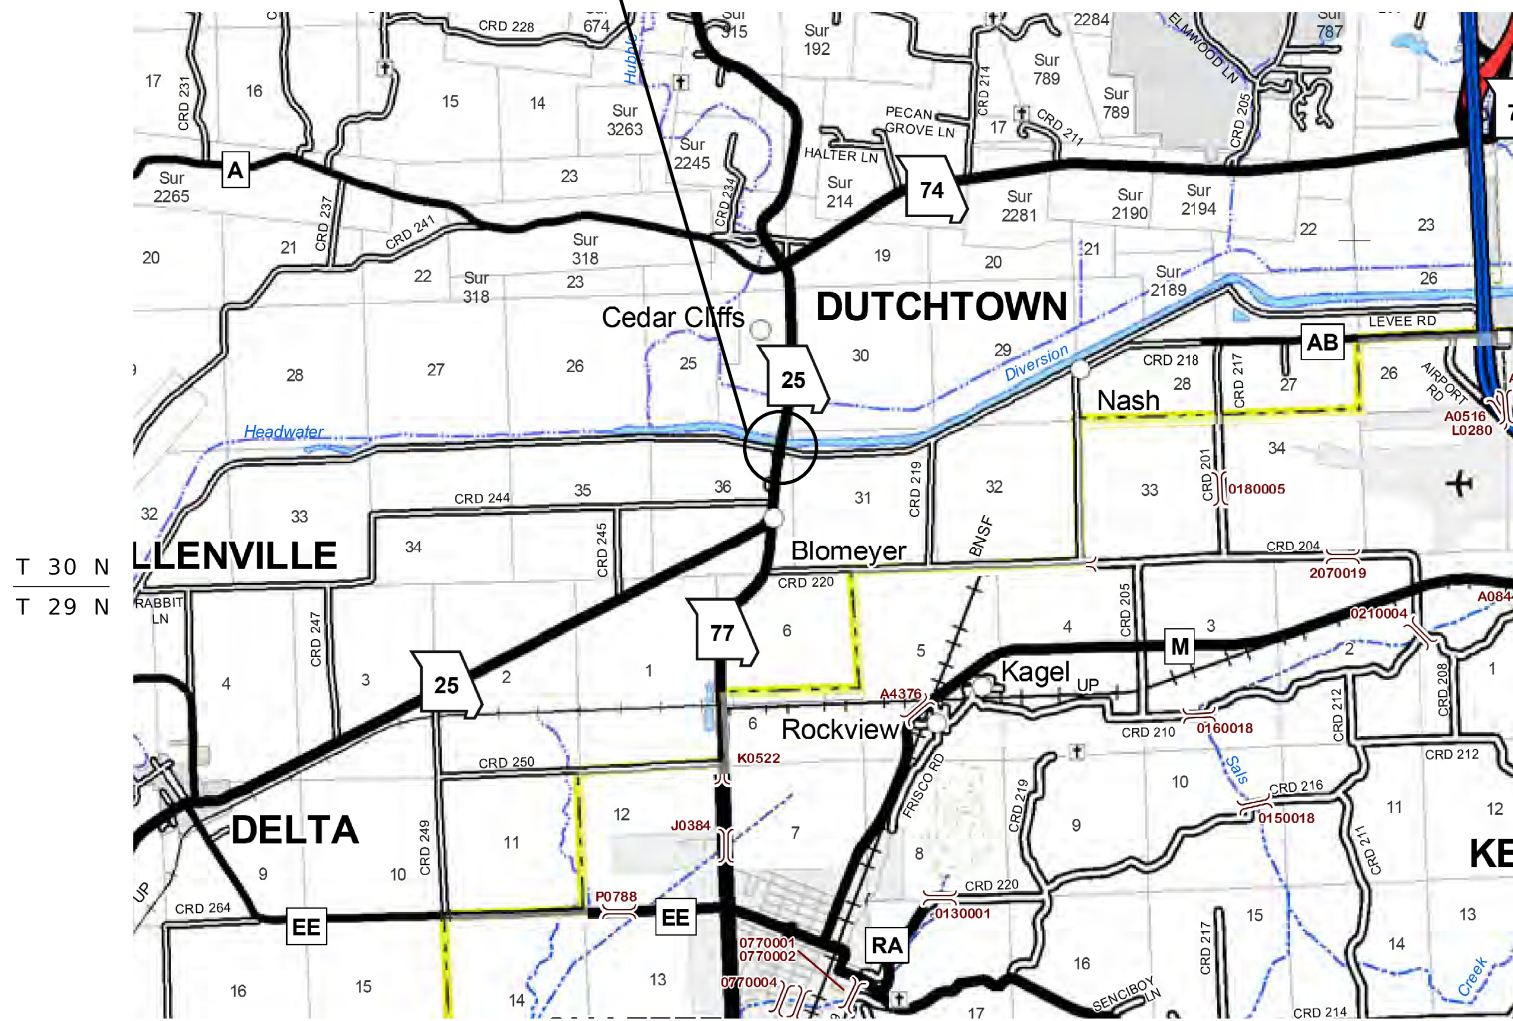 CRD 228
Sur
674
Sur
315
Sur
192
2284
ELMWOOD LN
Sur
787
17
CRD 231
16
15
14
Hubb
Sur
3263
Sur
789
Sur
789
CRD 214
PECAN
GROVE LN
17
CRD 211
CRD 205
7
A
Sur
2265
23
Sur
2245
HALTER LN
Sur
214
74
Sur
2281
Sur
2190
Sur
2194
CRD 237
CRD 241
CRD 234
20
21
22
Sur
318
Sur
318
23
19
20
21
22
23
Sur
2189
26
Cedar Cliffs
DUTCHTOWN
LEVEE RD
AB
28
27
26
25
30
29
Diversion
CRD 218
28
CRD 217
27
26
AIRPORT
RD
25
Nash
A0516
L0280
Headwater
34
32
33
CRD 244
35
36
31
CRD 219
32
33
CRD 201
0180005
34
CRD 245
BNSF
LLENVILLE
Blomeyer
CRD 204
2070019
T 30 N
T 29 N
RABBIT
LN
CRD 220
CRD 247
77
6
5
4
CRD 205
3
M
0210004
A0844
2
1
4
3
25
2
1
Kagel
UP
A4376
6
Rockview
CRD 210
0160018
CRD 212
CRD 208
CRD 212
CRD 250
K0522
FRISCO RD
CRD 219
10
Sals
CRD 216
0150018
11
12
DELTA
CRD 249
11
12
J0384
7
8
9
CRD 211
KE
9
10
UP
CRD 264
EE
P0788
EE
CRD 220
0130001
RA
0770001
0770002
0770004
15
CRD 217
14
13
16
15
14
13
16
17
SENCIBOY
LN
CRD 214
Creek